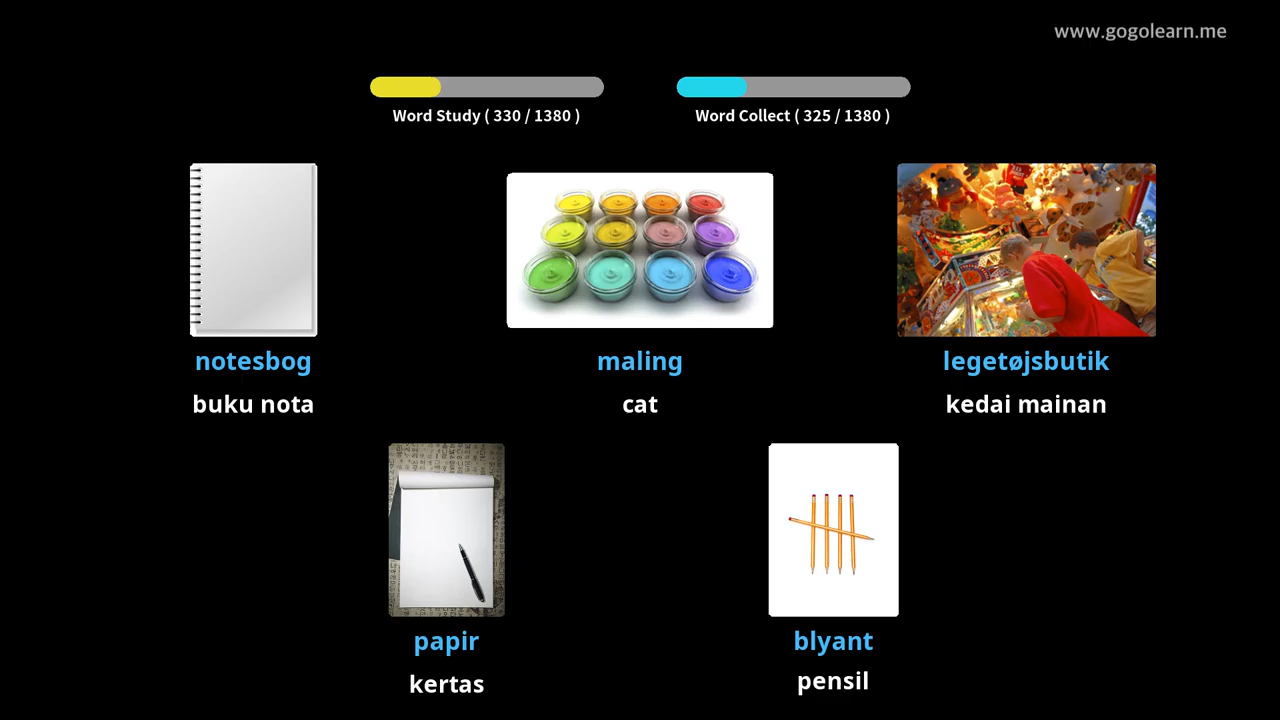 www.gogolearn.me
Word Study ( 330 / 1380 )
Word Collect ( 325 / 1380 )
notesbog
buku nota
maling
cat
legetøjsbutik
kedai mainan
papir
kertas
blyant
pensil